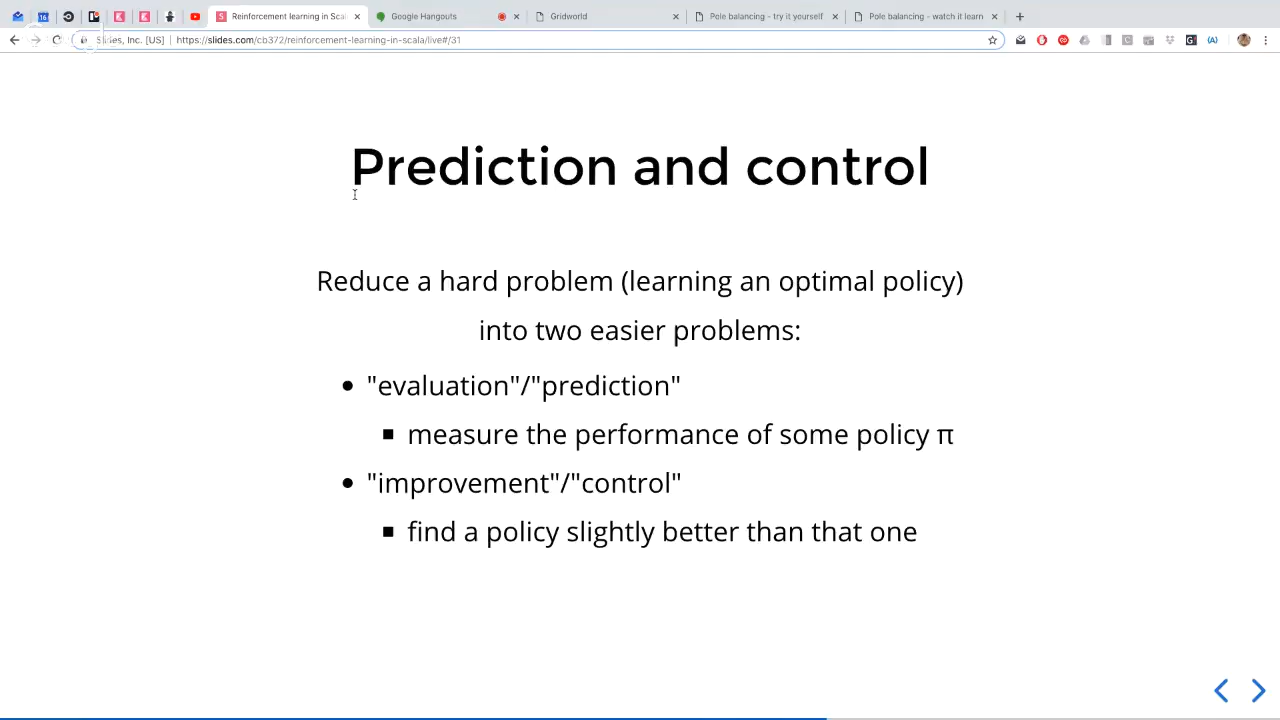 Reinforcement learning in Scal
Google Hangouts
Gridworld
Pole balancing - try it yourself
Pole balancing - watch it learn
Slides, Inc. [US] | https://slides.com/cb372/reinforcement-learning-in-scala/live#/31
Prediction and control
Reduce a hard problem (learning an optimal policy)
into two easier problems:
"evaluation"/"prediction"
measure the performance of some policy π
"improvement"/"control"
find a policy slightly better than that one